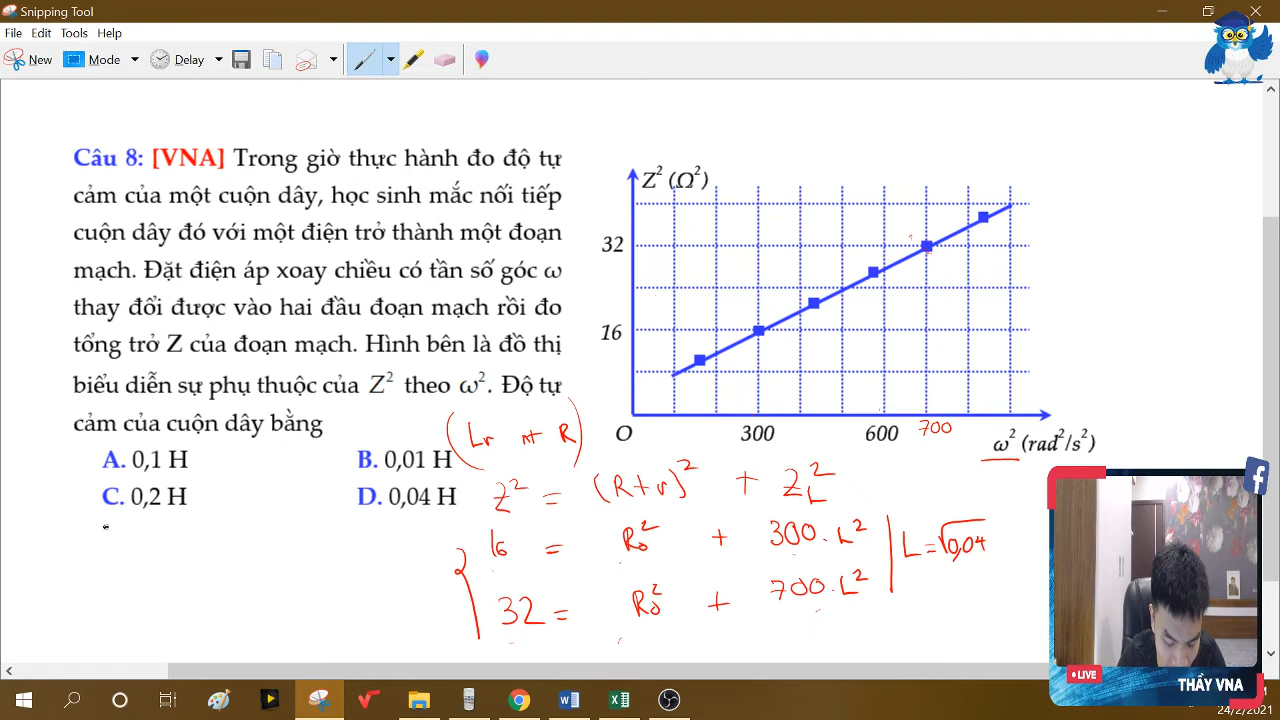 Snipping Tool
File Edit Tools Help
New Mode Delay
Câu 8: [VNA] Trong giờ thực hành đo độ tự
cảm của một cuộn dây, học sinh mắc nối tiếp
cuộn dây đó với một điện trở thành một đoạn
mạch. Đặt điện áp xoay chiều có tần số góc ω
thay đổi được vào hai đầu đoạn mạch rồi đo
tổng trở Z của đoạn mạch. Hình bên là đồ thị
biểu diễn sự phụ thuộc của Z² theo ω². Độ tự
cảm của cuộn dây bằng
A. 0,1 H B. 0,01 H
C. 0,2 H D. 0,04 H
Z² (Ω²)
32
16
O 300 600 700
ω² (rad²/s²)
(Lr nt R)
Z² = (R+r)² + Z_L²
16 = R₀² + 300.L²
32 = R₀² + 700.L²
L = √0,04
LIVE
THẦY VNA
24/2/2021